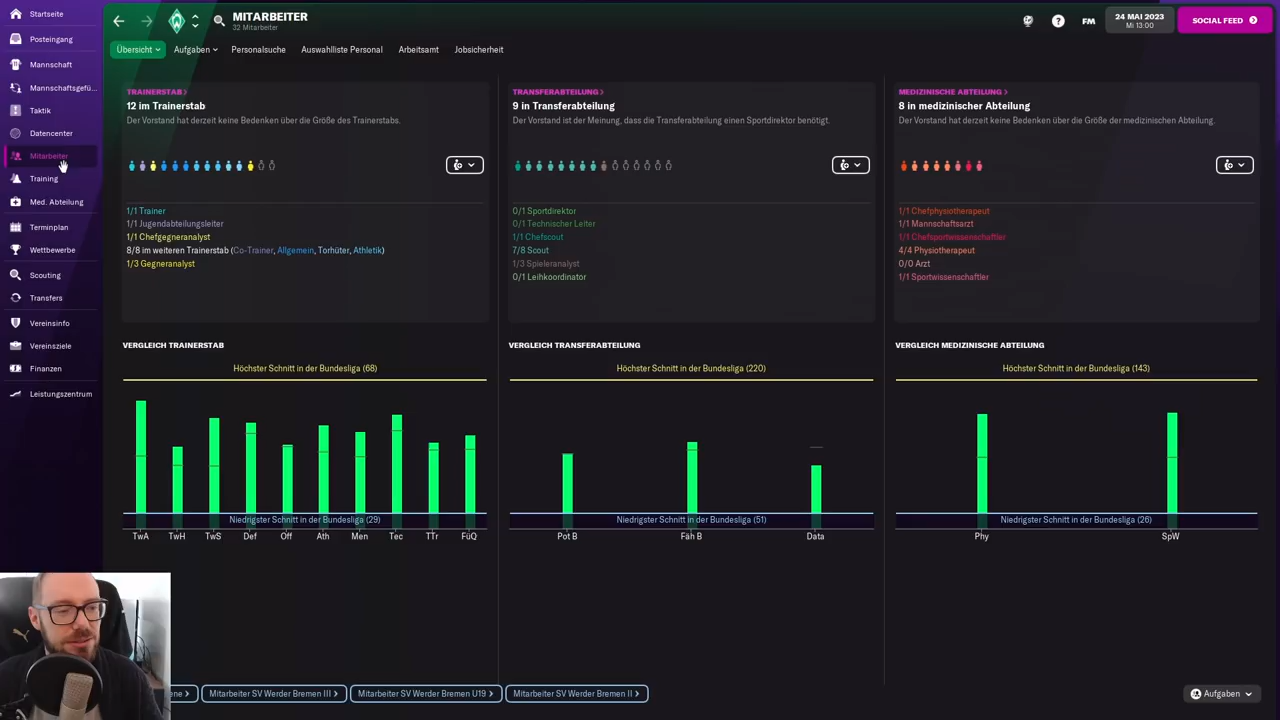 Startseite
Posteingang
Mannschaft
Mannschaftsgefü...
Taktik
Datencenter
Mitarbeiter
Training
Med. Abteilung
Terminplan
Wettbewerbe
Scouting
Transfers
Vereinsinfo
Vereinsziele
Finanzen
Leistungszentrum
MITARBEITER
32 Mitarbeiter
FM
24 MAI 2023
Mi 13:00
SOCIAL FEED
Übersicht
Aufgaben
Personalsuche
Auswahlliste Personal
Arbeitsamt
Jobsicherheit
TRAINERSTAB
12 im Trainerstab
Der Vorstand hat derzeit keine Bedenken über die Größe des Trainerstabs.
1/1 Trainer
1/1 Jugendabteilungsleiter
1/1 Chefgegneranalyst
8/8 im weiteren Trainerstab (Co-Trainer, Allgemein, Torhüter, Athletik)
1/3 Gegneranalyst
TRANSFERABTEILUNG
9 in Transferabteilung
Der Vorstand ist der Meinung, dass die Transferabteilung einen Sportdirektor benötigt.
0/1 Sportdirektor
0/1 Technischer Leiter
1/1 Chefscout
7/8 Scout
1/3 Spieleranalyst
0/1 Leihkoordinator
MEDIZINISCHE ABTEILUNG
8 in medizinischer Abteilung
Der Vorstand hat derzeit keine Bedenken über die Größe der medizinischen Abteilung.
1/1 Chefphysiotherapeut
1/1 Mannschaftsarzt
1/1 Chefsportwissenschaftler
4/4 Physiotherapeut
0/0 Arzt
1/1 Sportwissenschaftler
VERGLEICH TRAINERSTAB
Höchster Schnitt in der Bundesliga (68)
Niedrigster Schnitt in der Bundesliga (29)
TwA TwH TwS Def Off Ath Men Tec TTr FüQ
VERGLEICH TRANSFERABTEILUNG
Höchster Schnitt in der Bundesliga (220)
Niedrigster Schnitt in der Bundesliga (51)
Pot B Fäh B Data
VERGLEICH MEDIZINISCHE ABTEILUNG
Höchster Schnitt in der Bundesliga (143)
Niedrigster Schnitt in der Bundesliga (26)
Phy SpW
ene
Mitarbeiter SV Werder Bremen III
Mitarbeiter SV Werder Bremen U19
Mitarbeiter SV Werder Bremen II
Aufgaben